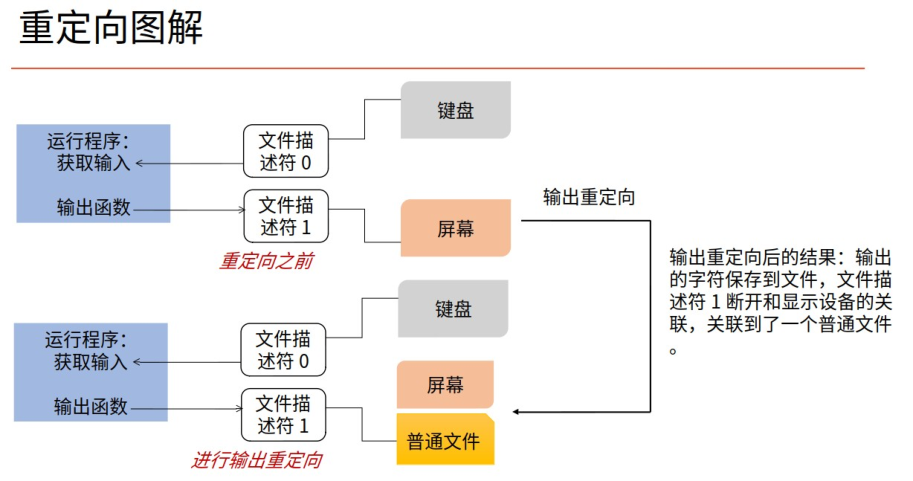 重定向图解
键盘
运行程序：
获取输入
文件描
述符 0
输出函数
文件描
述符 1
屏幕
重定向之前
输出重定向
输出重定向后的结果：输出
的字符保存到文件，文件描
述符 1 断开和显示设备的关
联，关联到了一个普通文件
。
键盘
运行程序：
获取输入
文件描
述符 0
屏幕
输出函数
文件描
述符 1
普通文件
进行输出重定向